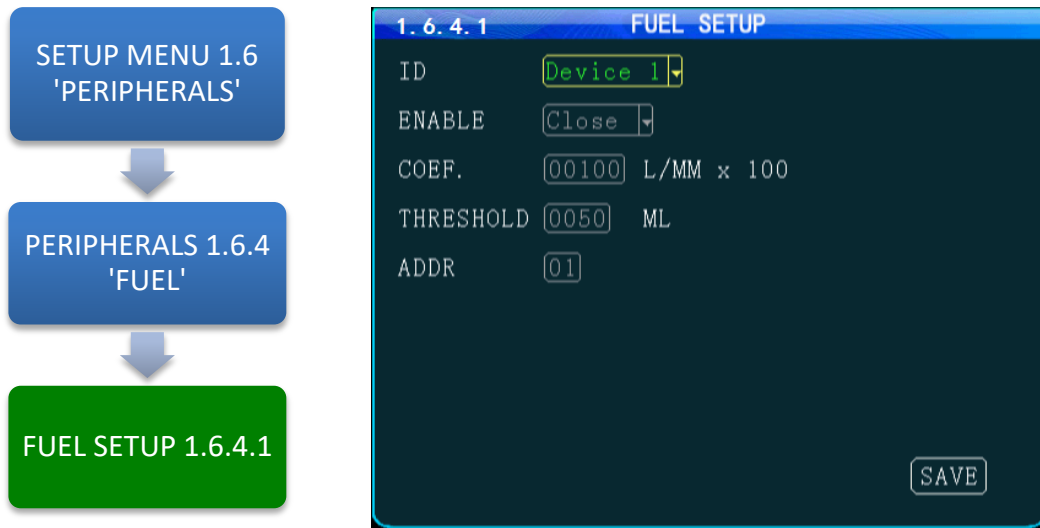 SETUP MENU 1.6
'PERIPHERALS'
PERIPHERALS 1.6.4
'FUEL'
FUEL SETUP 1.6.4.1
1.6.4.1 FUEL SETUP
ID Device 1
ENABLE Close
COEF. 00100 L/MM x 100
THRESHOLD 0050 ML
ADDR 01
SAVE